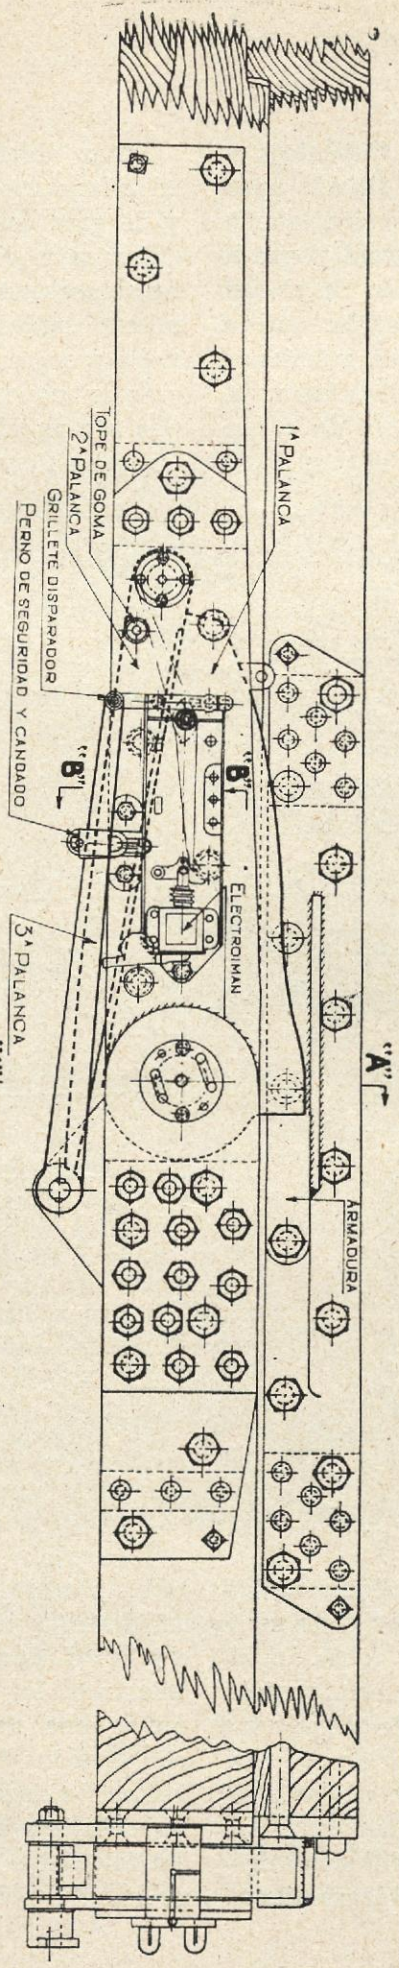 1ª PALANCA
TOPE DE GOMA
2ª PALANCA
GRILLETE DISPARADOR
PERNO DE SEGURIDAD Y CANDADO
"B"
"B"
ELECTROIMAN
3ª PALANCA
"A"
ARMADURA